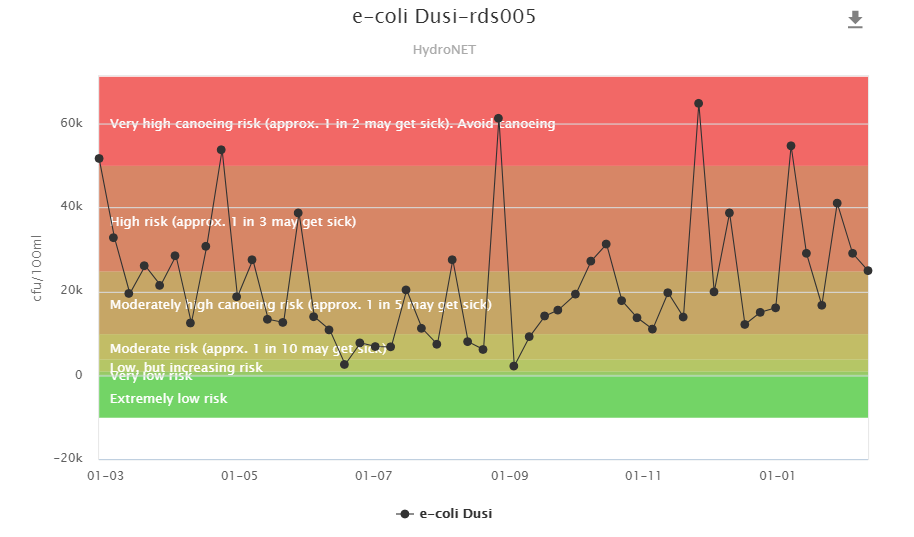 e-coli Dusi-rds005
HydroNET
cfu/100ml
60k
40k
20k
0
-20k
Very high canoeing risk (approx. 1 in 2 may get sick). Avoid canoeing
High risk (approx. 1 in 3 may get sick)
Moderately high canoeing risk (approx. 1 in 5 may get sick)
Moderate risk (apprx. 1 in 10 may get sick)
Low, but increasing risk
Very low risk
Extremely low risk
01-03 01-05 01-07 01-09 01-11 01-01
e-coli Dusi